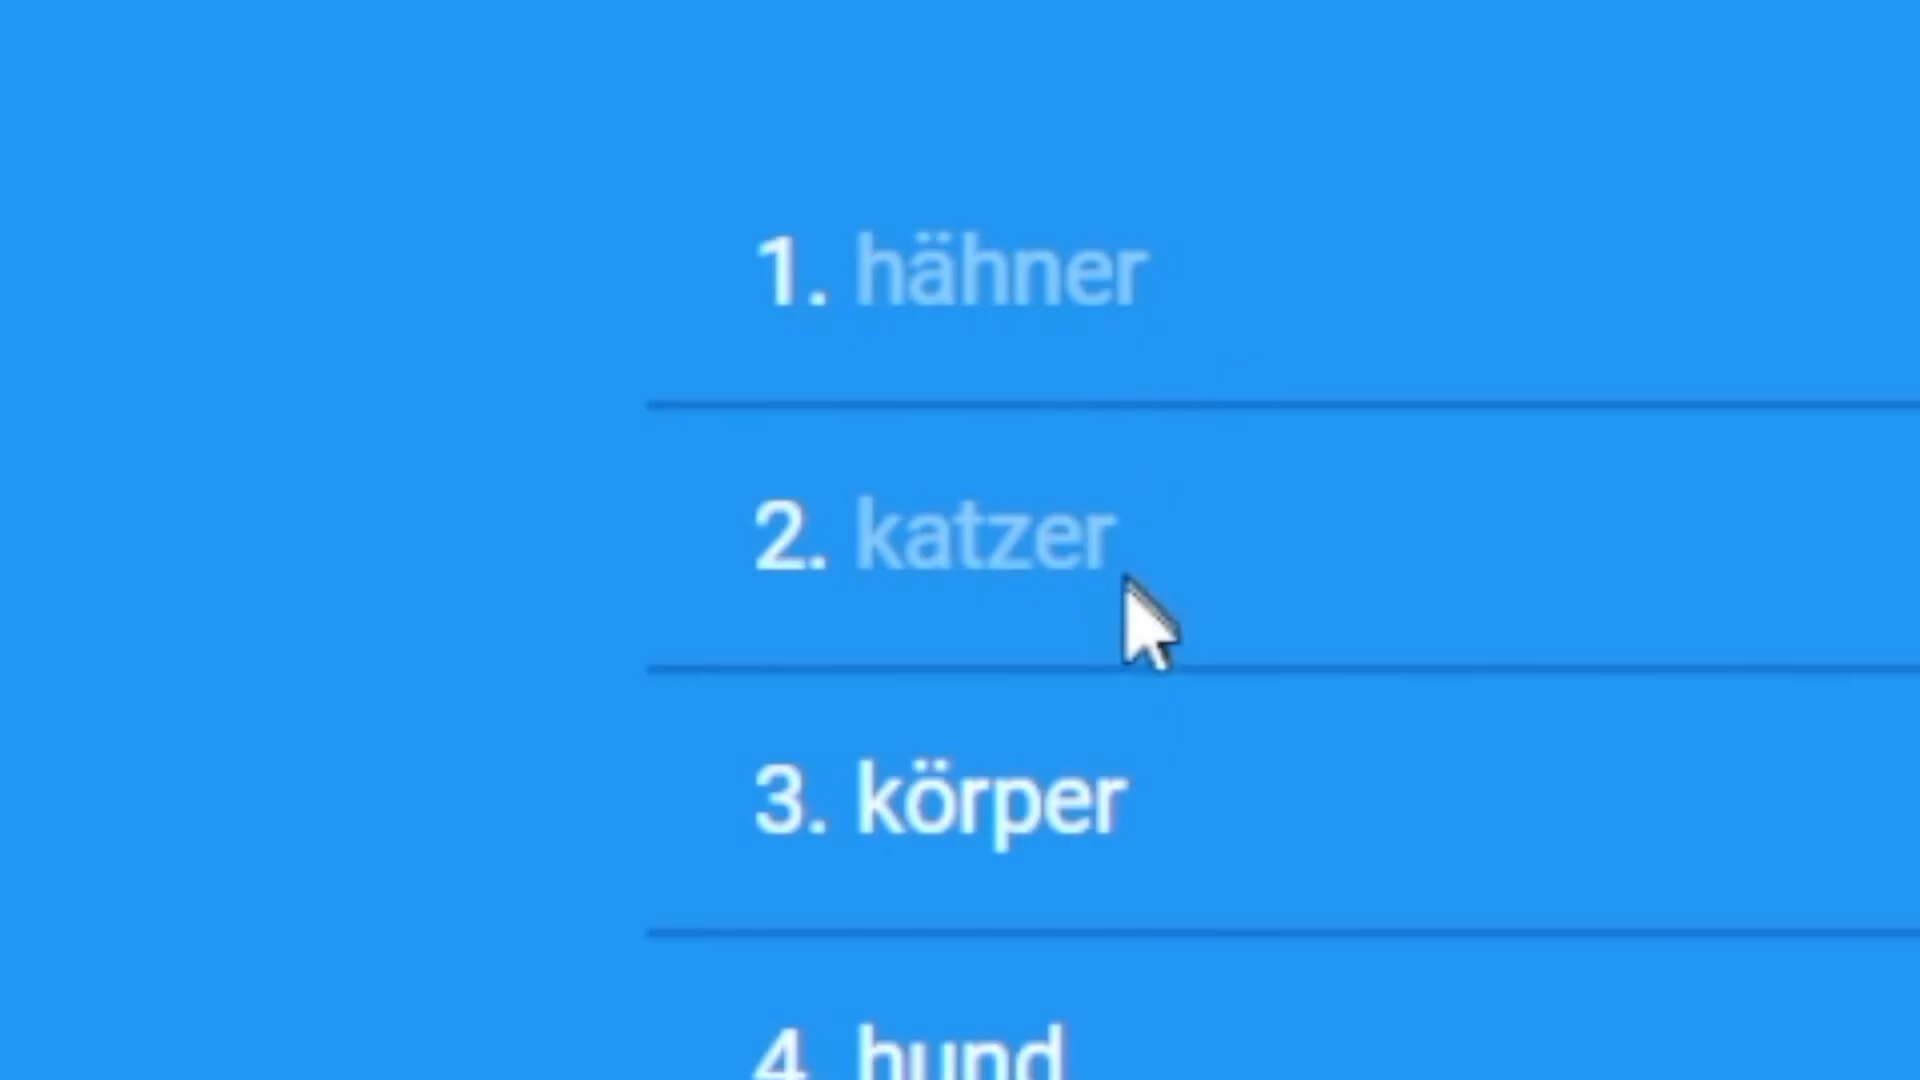 1. hähner
2. katzer
3. körper
4. hund